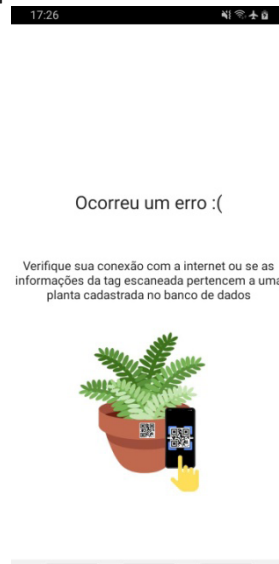 17:26
Ocorreu um erro :(
Verifique sua conexão com a internet ou se as
informações da tag escaneada pertencem a uma
planta cadastrada no banco de dados